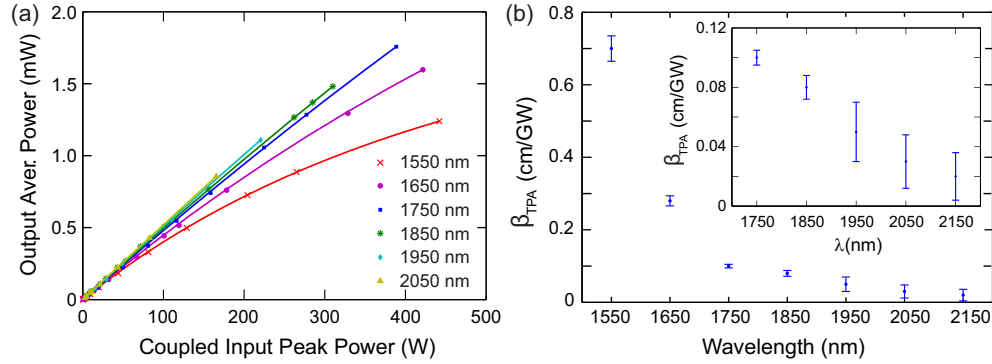 (a)
Output Aver. Power (mW)
2.0
1.5
1.0
0.5
0.0
0
100
200
300
400
500
Coupled Input Peak Power (W)
1550 nm
1650 nm
1750 nm
1850 nm
1950 nm
2050 nm
(b)
βTPA (cm/GW)
0.8
0.6
0.4
0.2
0
1550
1650
1750
1850
1950
2050
2150
Wavelength (nm)
βTPA (cm/GW)
0.12
0.08
0.04
0
1750
1850
1950
2050
2150
λ(nm)